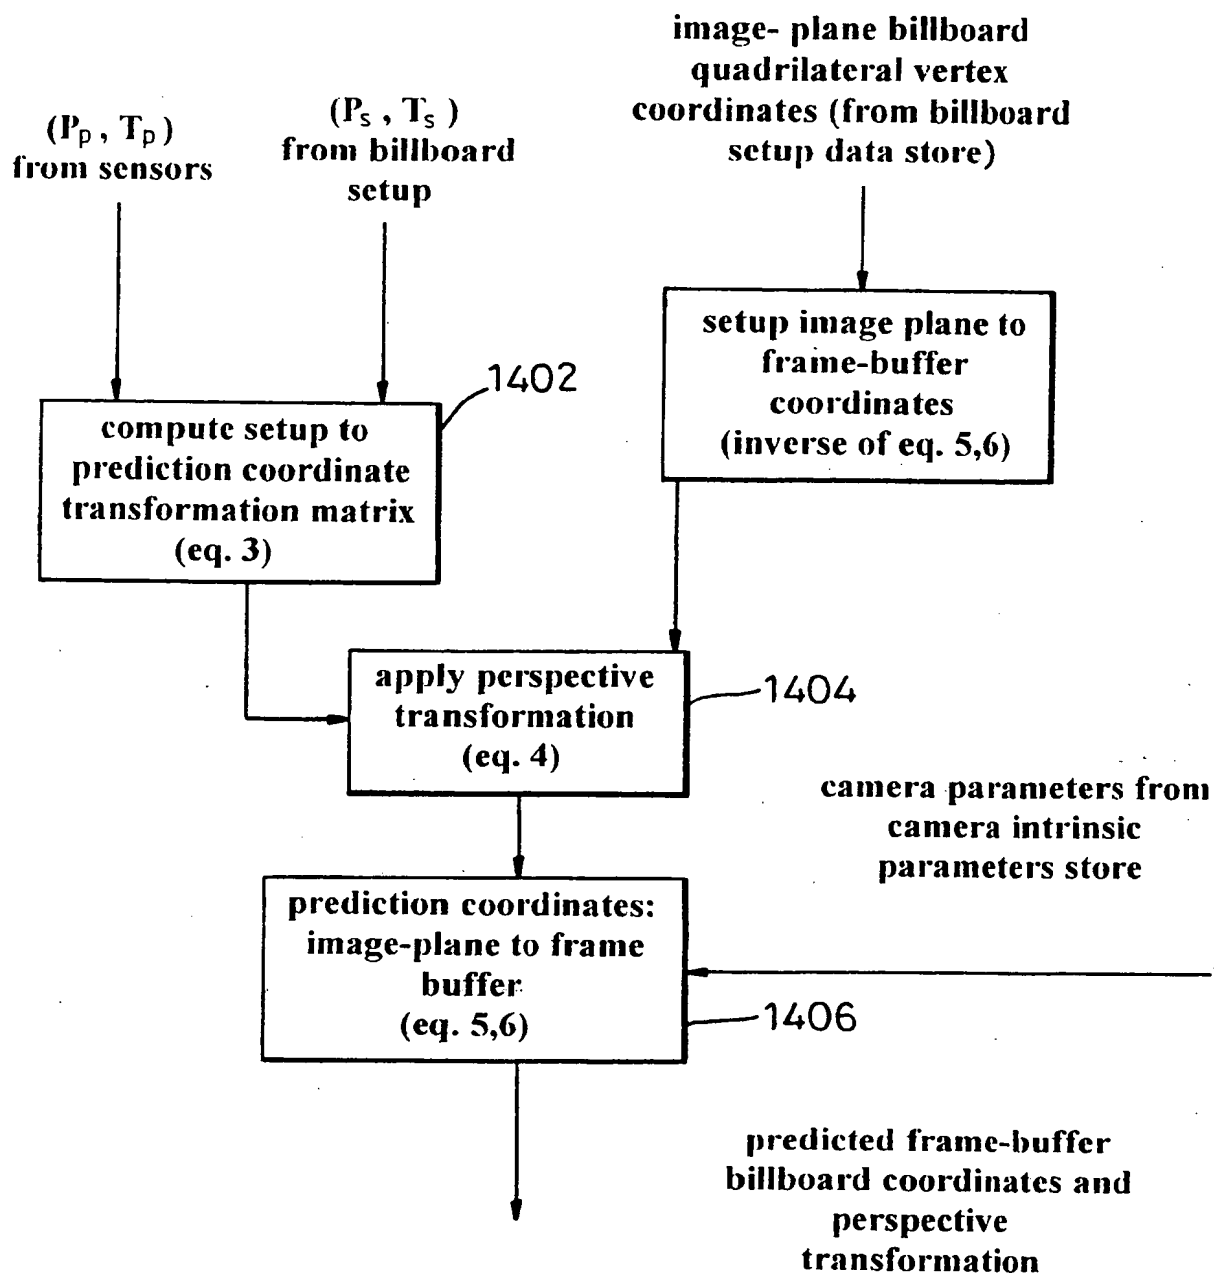 image- plane billboard
quadrilateral vertex
coordinates (from billboard
setup data store)
(Pp , Tp )
from sensors
(Ps , Ts )
from billboard
setup
setup image plane to
frame-buffer
coordinates
(inverse of eq. 5,6)
1402
compute setup to
prediction coordinate
transformation matrix
(eq. 3)
apply perspective
transformation
(eq. 4)
1404
camera parameters from
camera intrinsic
parameters store
prediction coordinates:
image-plane to frame
buffer
(eq. 5,6)
1406
predicted frame-buffer
billboard coordinates and
perspective
transformation